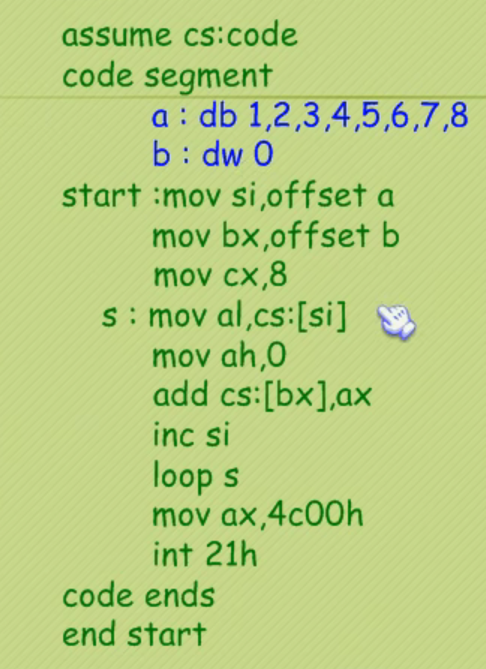 assume cs:code
code segment
a : db 1,2,3,4,5,6,7,8
b : dw 0
start :mov si,offset a
mov bx,offset b
mov cx,8
s : mov al,cs:[si]
mov ah,0
add cs:[bx],ax
inc si
loop s
mov ax,4c00h
int 21h
code ends
end start